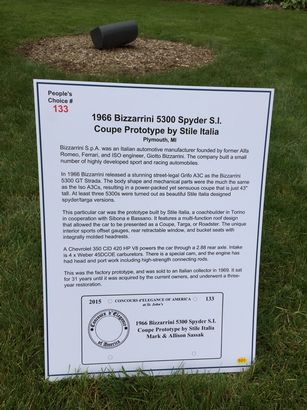 People's
Choice #
133
1966 Bizzarrini 5300 Spyder S.I.
Coupe Prototype by Stile Italia
Plymouth, MI
Bizzarrini S.p.A. was an Italian automotive manufacturer founded by former Alfa
Romeo, Ferrari, and ISO engineer, Giotto Bizzarrini. The company built a small
number of highly developed sport and racing automobiles.
In 1966 Bizzarrini released a stunning street-legal Grifo A3C as the Bizzarrini
5300 GT Strada. The body shape and mechanical parts were the much the same
as the Iso A3Cs, resulting in a power-packed yet sensuous coupe that is just 43"
tall. At least three 5300s were turned out as beautiful Stile Italia designed
spyder/targa versions.
This particular car was the prototype built by Stile Italia, a coachbuilder in Torino
in cooperation with Sibona e Bassano. It features a multi-function roof design
that allowed the car to be presented as a Coupe, Targa, or Roadster. The unique
interior sports offset gauges, rear retractable window, and bucket seats with
integrally molded headrests.
A Chevrolet 350 CID 420 HP V8 powers the car through a 2.88 rear axle. Intake
is 4 x Weber 45DCOE carburetors. There is a special cam, and the engine has
had head and port work including high-strength connecting rods.
This was the factory prototype, and was sold to an Italian collector in 1969. It sat
for 31 years until it was acquired by the current owners, and underwent a three-
year restoration.
2015 CONCOURS d'ELEGANCE OF AMERICA 133
at St. John's
Concours d'Elegance
of America
1966 Bizzarrini 5300 Spyder S.I.
Coupe Prototype by Stile Italia
Mark & Allison Sassak